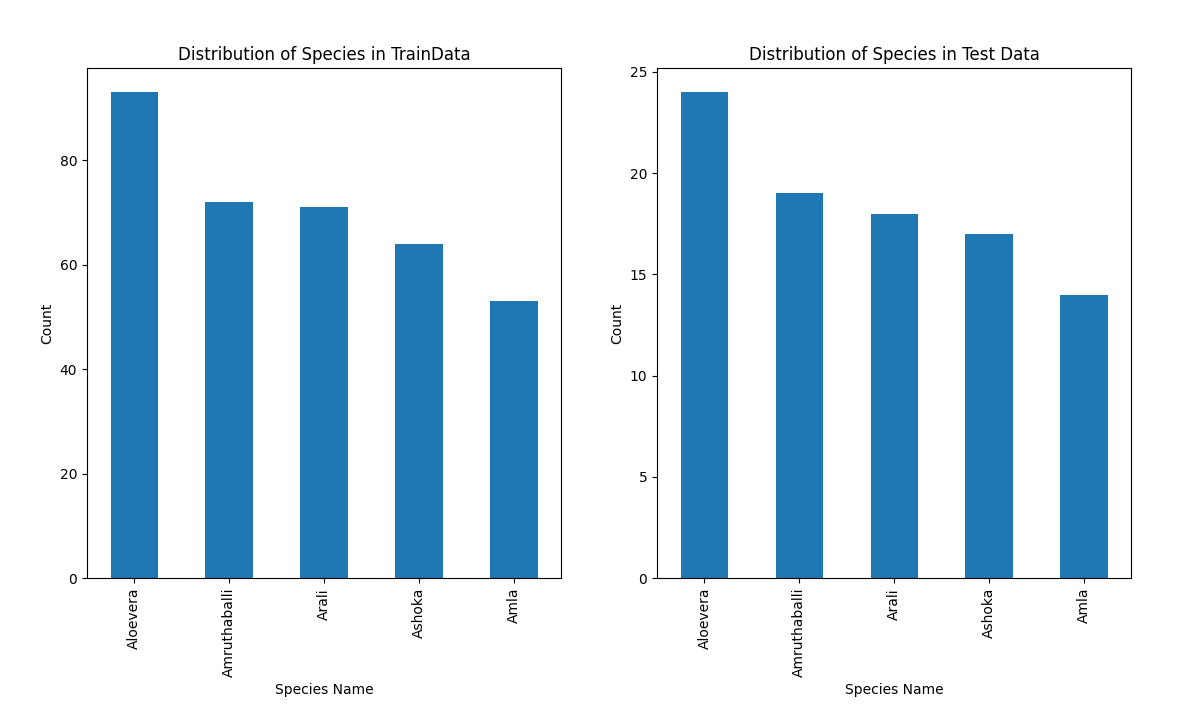 Distribution of Species in TrainData
80
60
40
20
0
Count
Aloevera
Amruthaballi
Arali
Ashoka
Amla
Species Name
Distribution of Species in Test Data
25
20
15
10
5
0
Count
Aloevera
Amruthaballi
Arali
Ashoka
Amla
Species Name